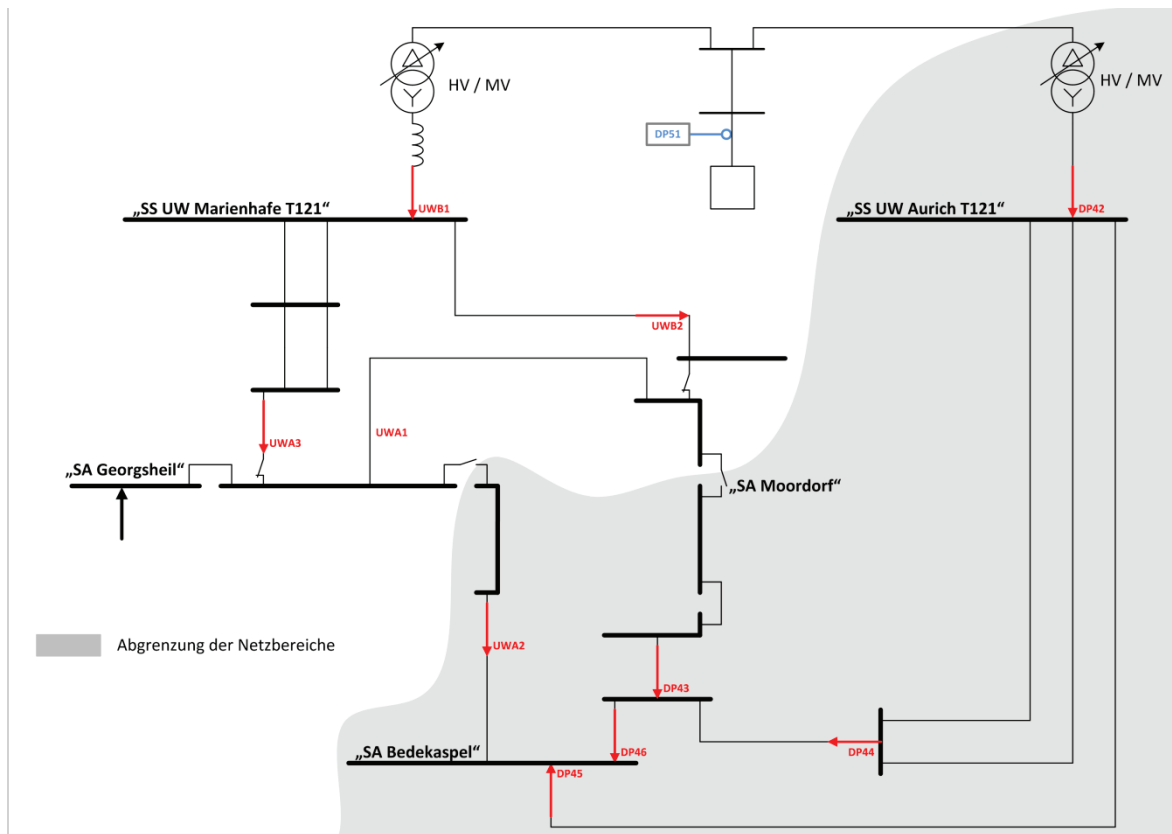 HV / MV
HV / MV
DP51
„SS UW Marienhafe T121“
UWB1
„SS UW Aurich T121“
DP42
UWB2
UWA1
UWA3
„SA Georgsheil“
„SA Moordorf“
Abgrenzung der Netzbereiche
UWA2
DP43
„SA Bedekaspel“
DP46
DP44
DP45